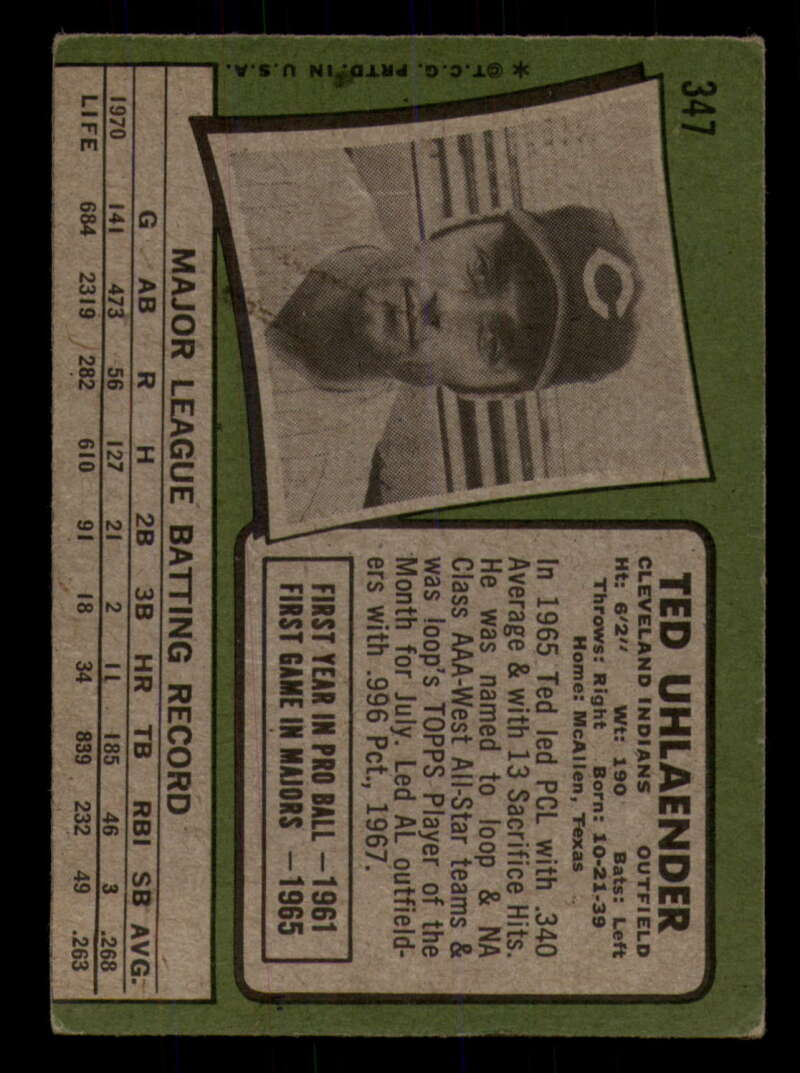 347
* ©T.C.G. PRTD. IN U.S.A.
C
TED UHLAENDER
CLEVELAND INDIANS OUTFIELD
Ht: 6'2" Wt: 190 Bats: Left
Throws: Right Born: 10-21-39
Home: McAllen, Texas
In 1965 Ted led PCL with .340
Average & with 13 Sacrifice Hits.
He was named to loop & NA
Class AAA-West All-Star teams &
was loop's TOPPS Player of the
Month for July. Led AL outfield-
ers with .996 Pct., 1967.
FIRST YEAR IN PRO BALL —1961
FIRST GAME IN MAJORS —1965
MAJOR LEAGUE BATTING RECORD
G AB R H 2B 3B HR TB RBI SB AVG.
1970 141 473 56 127 21 2 11 185 46 3 .268
LIFE 684 2319 282 610 91 18 34 839 232 49 .263